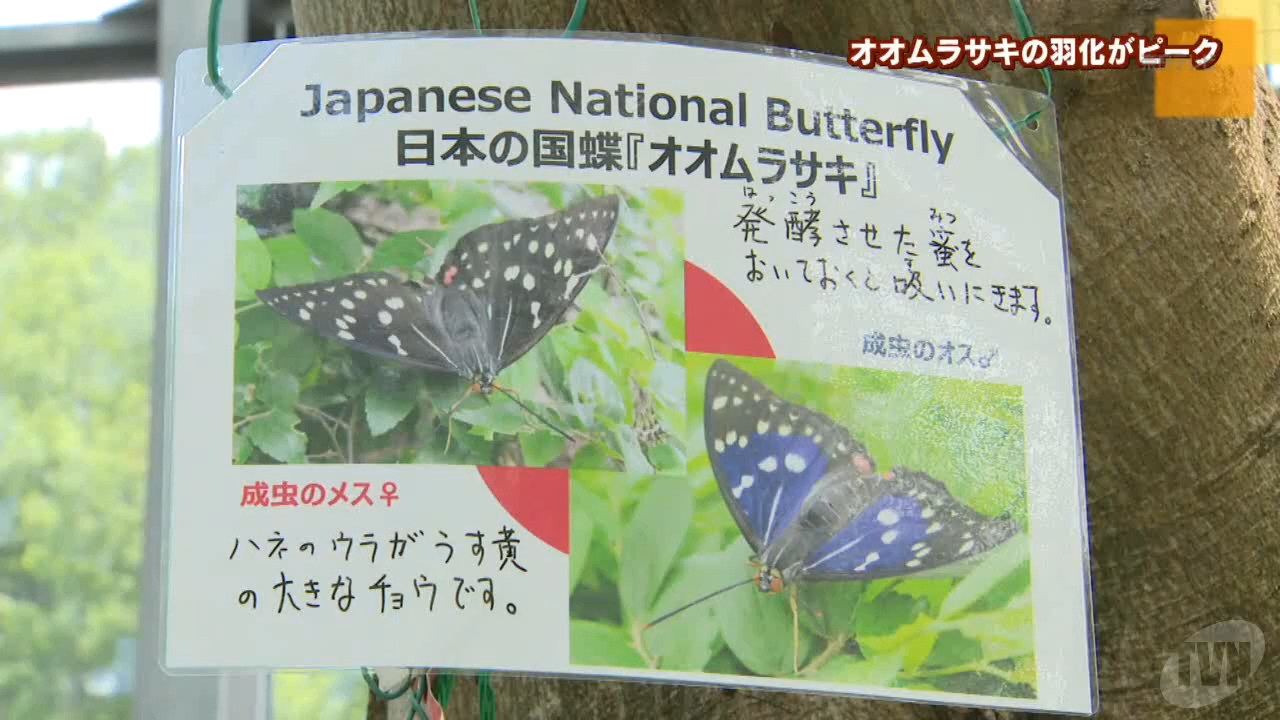 オオムラサキの羽化がピーク
Japanese National Butterfly
日本の国蝶『オオムラサキ』
はっこう みつ
発酵させた蜜を
す
おいておくと吸いにきます。
成虫のオス♂
成虫のメス♀
ハネのウラがうす黄
の大きなチョウです。